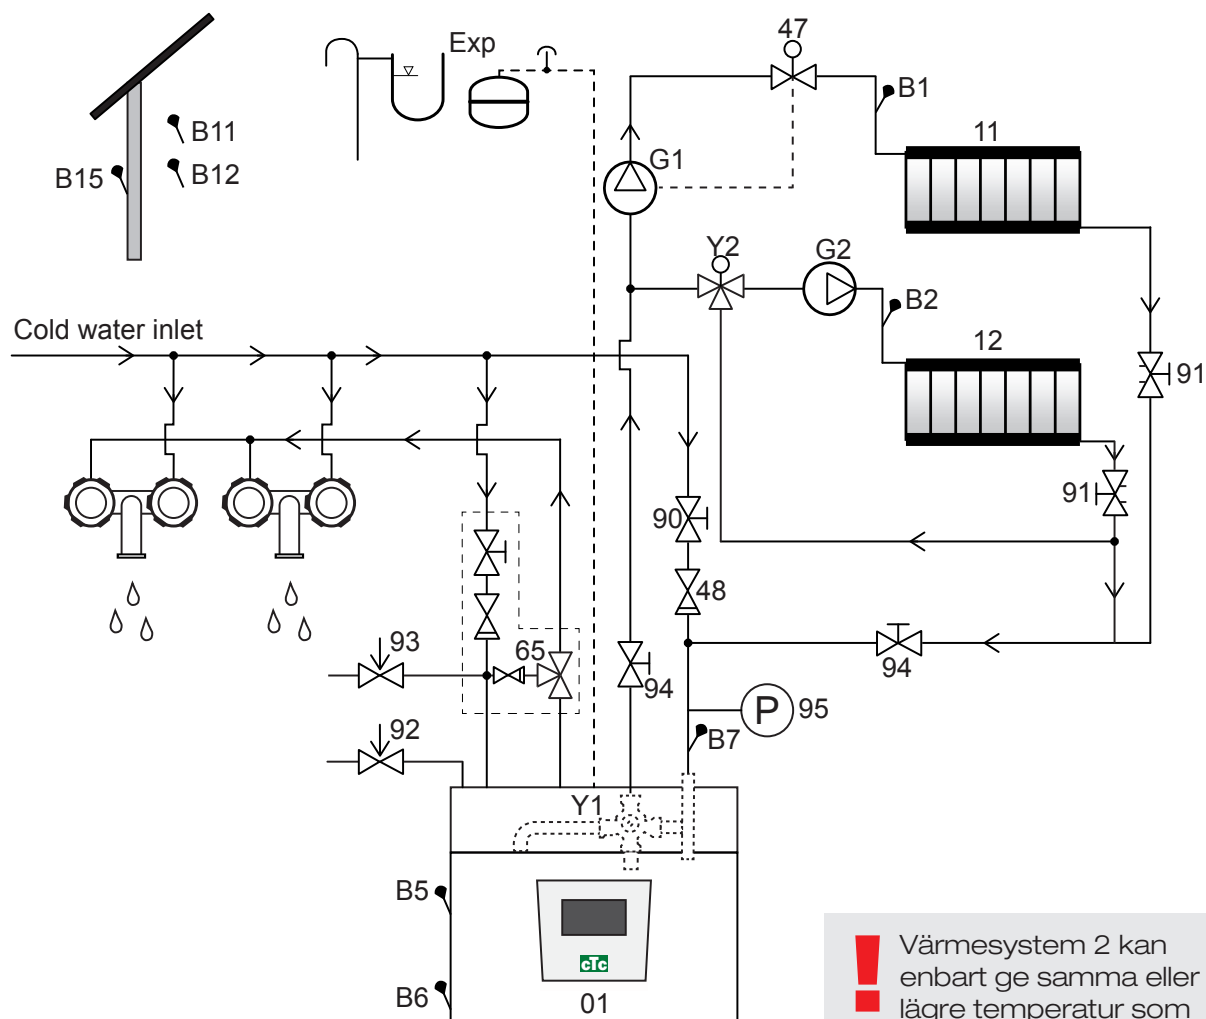 47
Exp
B1
B11
11
G1
B12
B15
Y2
G2
B2
Cold water inlet
12
91
91
90
48
93
65
94
94
P
95
B7
92
Y1
B5
cTc
B6
01
! Värmesystem 2 kan
enbart ge samma eller
lägre temperatur som